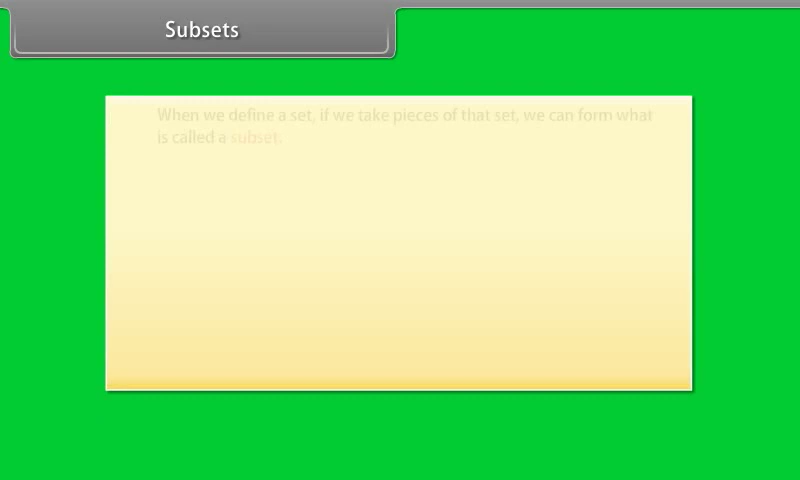 Subsets
When we define a set, if we take pieces of that set, we can form what
is called a subset.